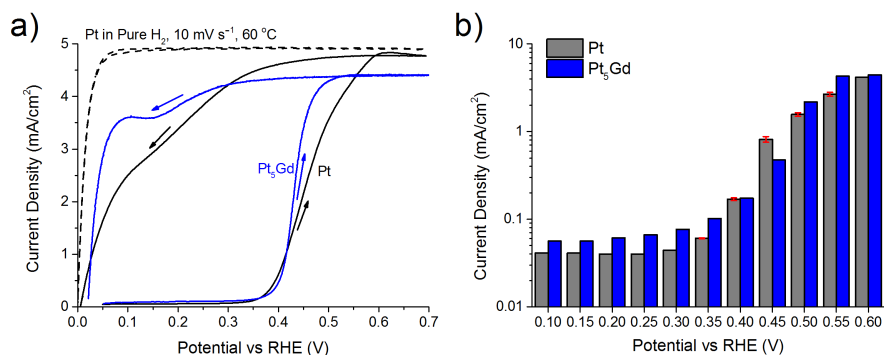 a)
Pt in Pure H₂, 10 mV s⁻¹, 60 °C
Current Density (mA/cm²)
5
4
3
2
1
0
Pt₅Gd
Pt
0.0 0.1 0.2 0.3 0.4 0.5 0.6 0.7
Potential vs RHE (V)
b)
Current Density (mA/cm²)
10
1
0.1
0.01
Pt
Pt₅Gd
0.10 0.15 0.20 0.25 0.30 0.35 0.40 0.45 0.50 0.55 0.60
Potential vs RHE (V)